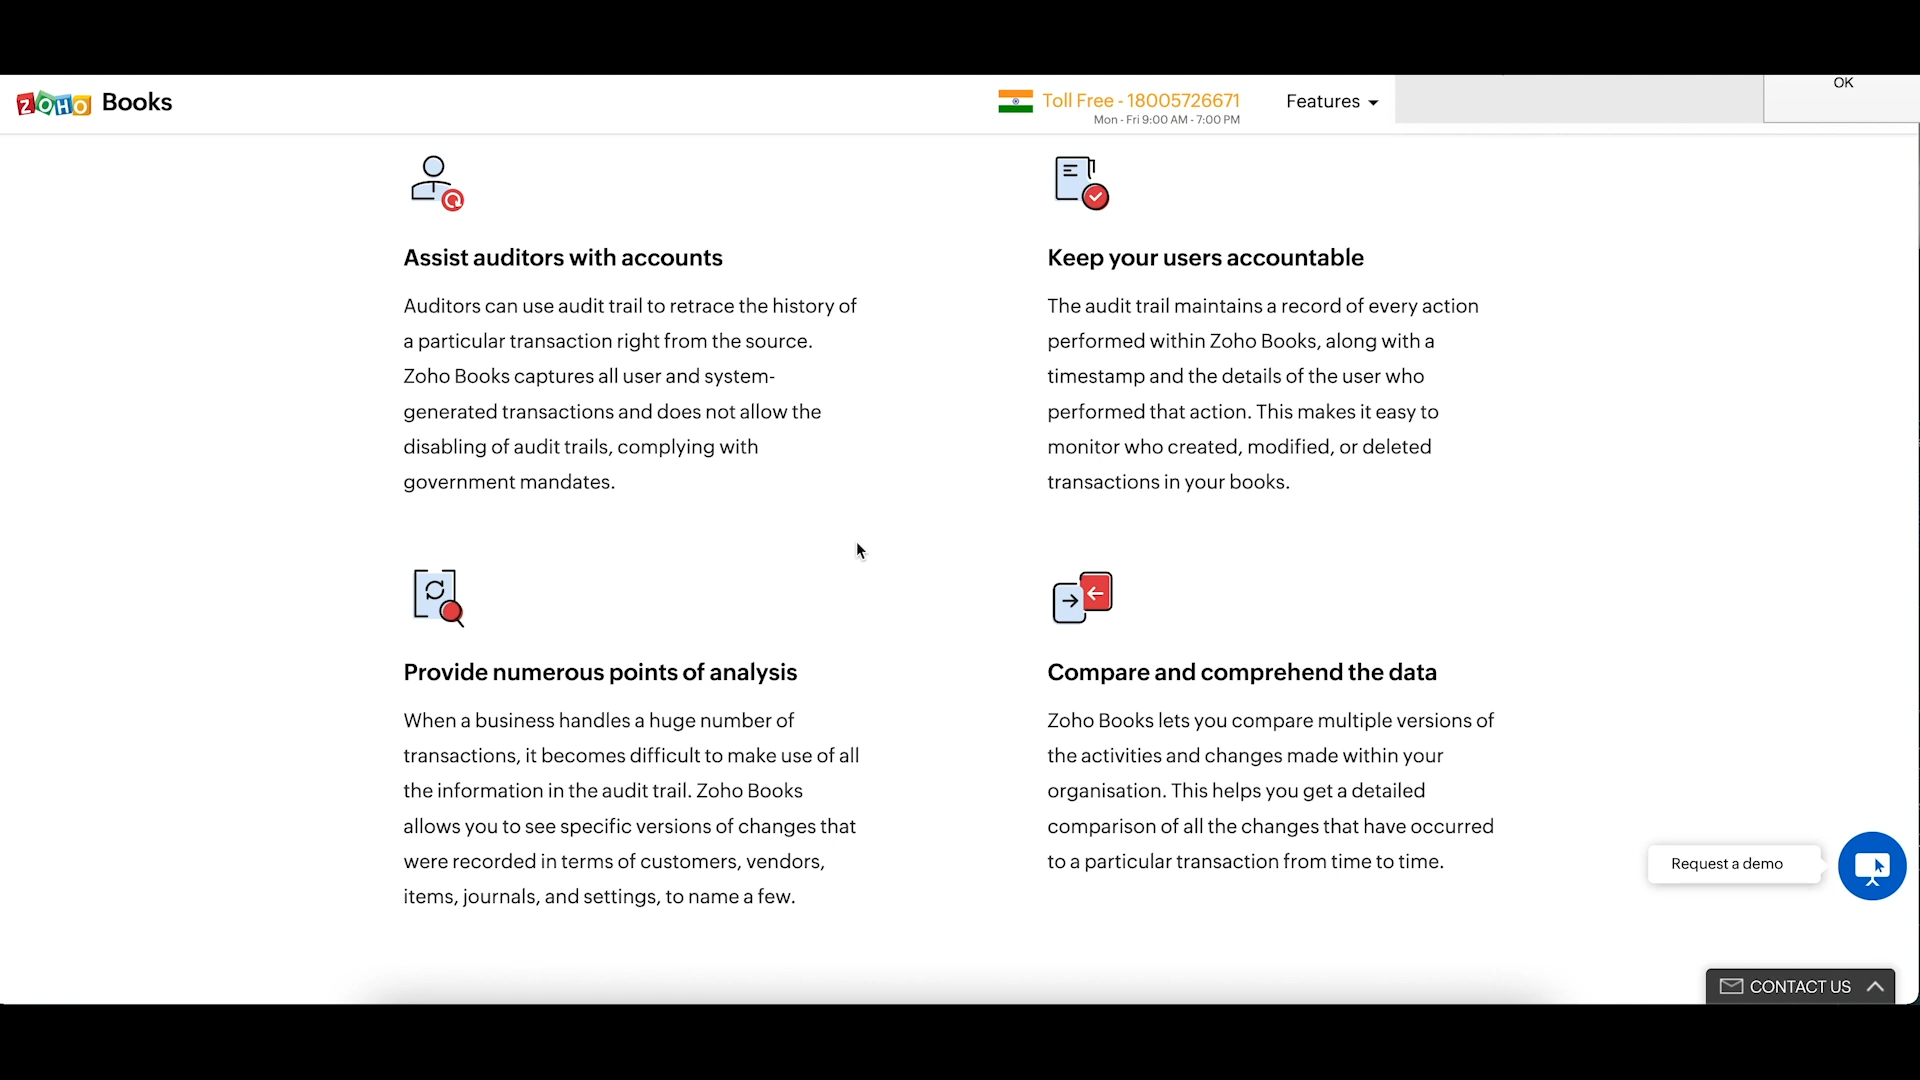 ZOHO Books
Toll Free - 18005726671
Mon - Fri 9:00 AM - 7:00 PM
Features
OK
Assist auditors with accounts
Auditors can use audit trail to retrace the history of
a particular transaction right from the source.
Zoho Books captures all user and system-
generated transactions and does not allow the
disabling of audit trails, complying with
government mandates.
Keep your users accountable
The audit trail maintains a record of every action
performed within Zoho Books, along with a
timestamp and the details of the user who
performed that action. This makes it easy to
monitor who created, modified, or deleted
transactions in your books.
Provide numerous points of analysis
When a business handles a huge number of
transactions, it becomes difficult to make use of all
the information in the audit trail. Zoho Books
allows you to see specific versions of changes that
were recorded in terms of customers, vendors,
items, journals, and settings, to name a few.
Compare and comprehend the data
Zoho Books lets you compare multiple versions of
the activities and changes made within your
organisation. This helps you get a detailed
comparison of all the changes that have occurred
to a particular transaction from time to time.
Request a demo
CONTACT US